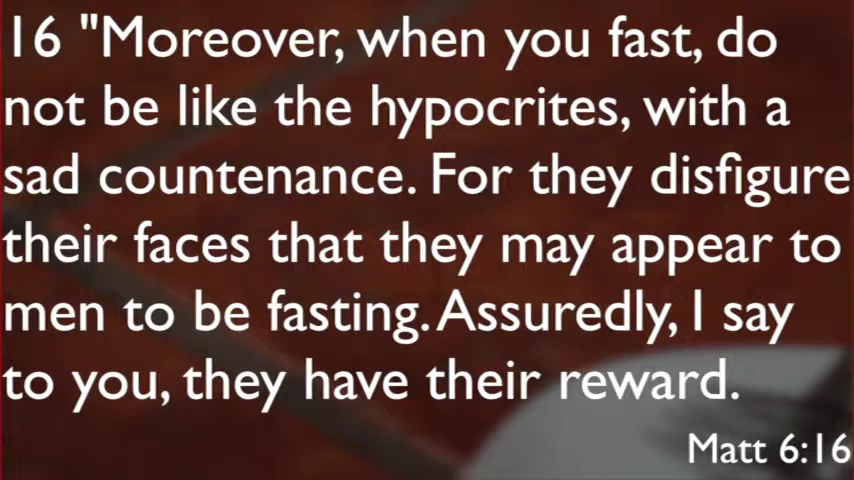 16 "Moreover, when you fast, do
not be like the hypocrites, with a
sad countenance. For they disfigure
their faces that they may appear to
men to be fasting. Assuredly, I say
to you, they have their reward.
Matt 6:16